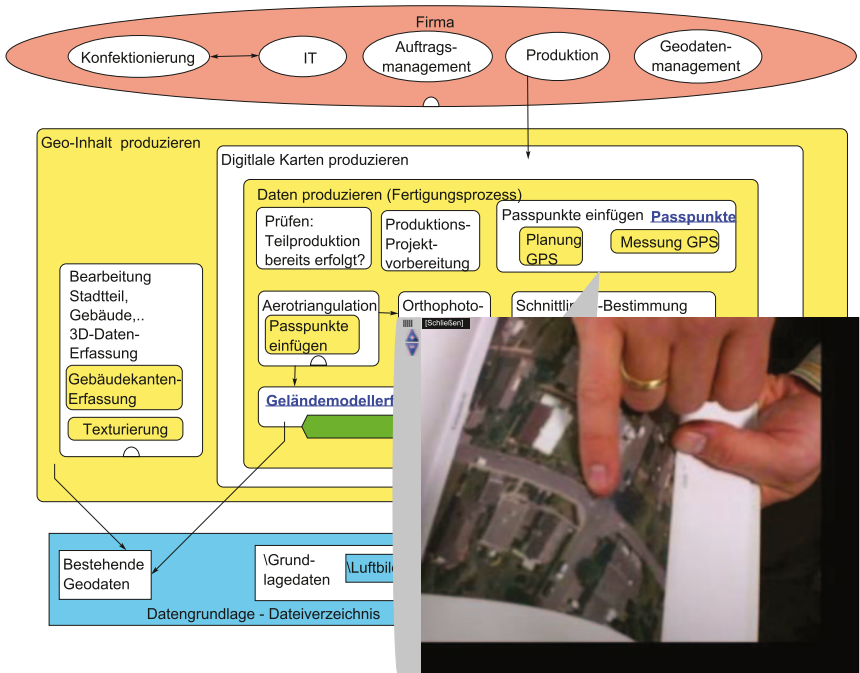 Firma
Konfektionierung
IT
Auftrags-
management
Produktion
Geodaten-
management
Geo-Inhalt produzieren
Digitlale Karten produzieren
Daten produzieren (Fertigungsprozess)
Prüfen:
Teilproduktion
bereits erfolgt?
Produktions-
Projekt-
vorbereitung
Passpunkte einfügen Passpunkte
Planung
GPS
Messung GPS
Bearbeitung
Stadtteil,
Gebäude,..
3D-Daten-
Erfassung
Gebäudekanten-
Erfassung
Texturierung
Aerotriangulation
Passpunkte
einfügen
Orthophoto-
Schnittlin -Bestimmung
[Schließen]
Geländemodellerf
Bestehende
Geodaten
\Grund-
lagedaten
\Luftbil
Datengrundlage - Dateiverzeichnis